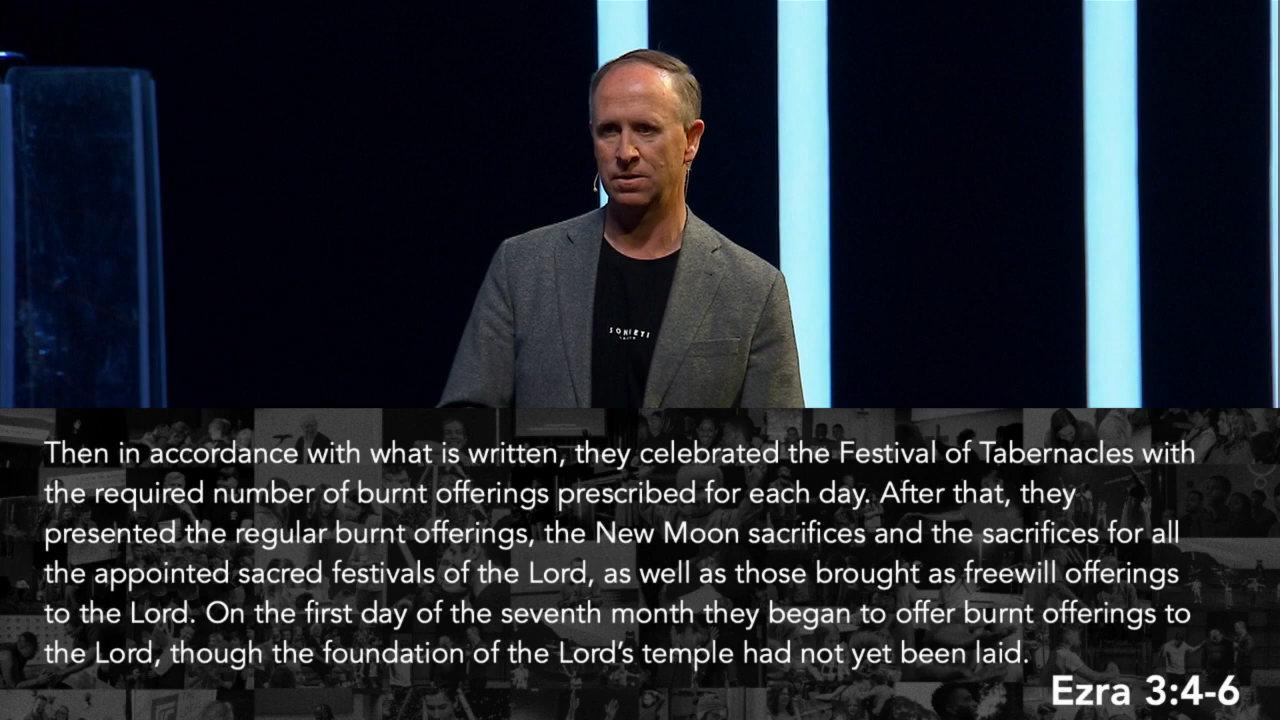 Then in accordance with what is written, they celebrated the Festival of Tabernacles with
the required number of burnt offerings prescribed for each day. After that, they
presented the regular burnt offerings, the New Moon sacrifices and the sacrifices for all
the appointed sacred festivals of the Lord, as well as those brought as freewill offerings
to the Lord. On the first day of the seventh month they began to offer burnt offerings to
the Lord, though the foundation of the Lord's temple had not yet been laid.
Ezra 3:4-6